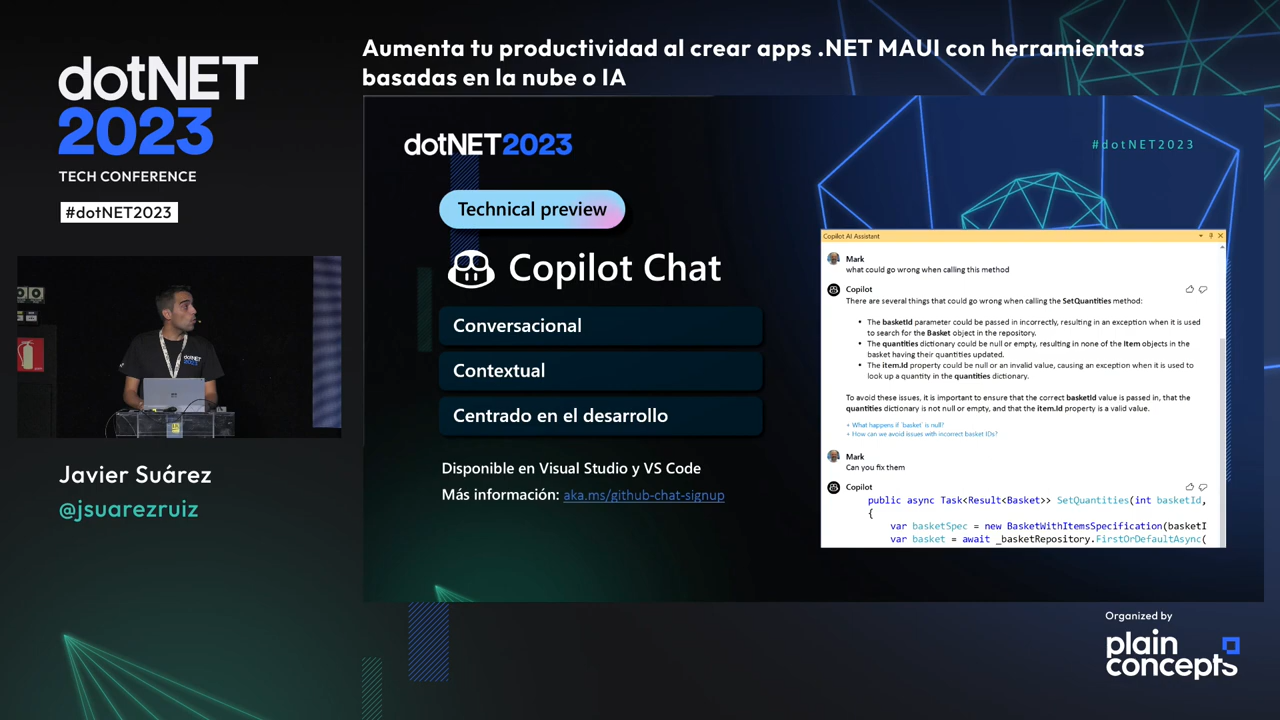 dotNET
2023
TECH CONFERENCE
#dotNET2023
Javier Suárez
@jsuarezruiz
Aumenta tu productividad al crear apps .NET MAUI con herramientas
basadas en la nube o IA
dotNET2023
#dotNET2023
Technical preview
Copilot Chat
Conversacional
Contextual
Centrado en el desarrollo
Disponible en Visual Studio y VS Code
Más información: aka.ms/github-chat-signup
Copilot AI Assistant
Mark
what could go wrong when calling this method
Copilot
There are several things that could go wrong when calling the SetQuantities method:
• The basketId parameter could be passed in incorrectly, resulting in an exception when it is used
to search for the Basket object in the repository.
• The quantities dictionary could be null or empty, resulting in none of the Item objects in the
basket having their quantities updated.
• The item.Id property could be null or an invalid value, causing an exception when it is used to
look up a quantity in the quantities dictionary.
To avoid these issues, it is important to ensure that the correct basketId value is passed in, that the
quantities dictionary is not null or empty, and that the item.Id property is a valid value.
+ What happens if `basket` is null?
+ How can we avoid issues with incorrect basket IDs?
Mark
Can you fix them
Copilot
public async Task<Result<Basket>> SetQuantities(int basketId,
{
var basketSpec = new BasketWithItemsSpecification(basketI
var basket = await _basketRepository.FirstOrDefaultAsync(
Organized by
plain
concepts